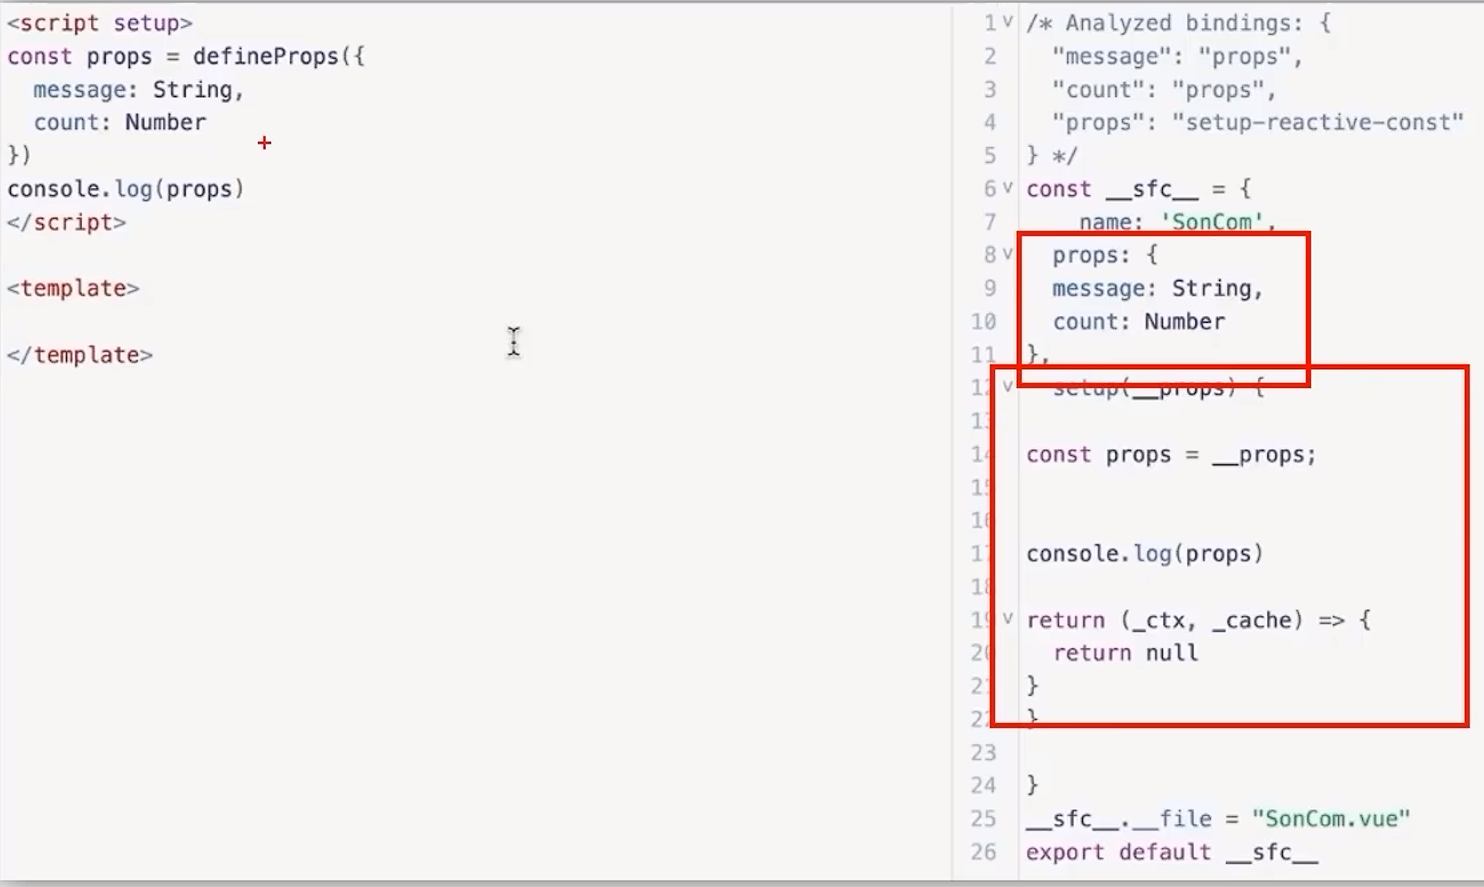 <script setup>
const props = defineProps({
  message: String,
  count: Number
})
console.log(props)
</script>
<template>
</template>
1 /* Analyzed bindings: {
2   "message": "props",
3   "count": "props",
4   "props": "setup-reactive-const"
5 } */
6 const __sfc__ = {
7     name: 'SonCom',
8   props: {
9   message: String,
10   count: Number
11 },
12   setup(__props) {
13
14 const props = __props;
15
16
17 console.log(props)
18
19 return (_ctx, _cache) => {
20   return null
21 }
22 }
23
24 }
25 __sfc__.__file = "SonCom.vue"
26 export default __sfc__